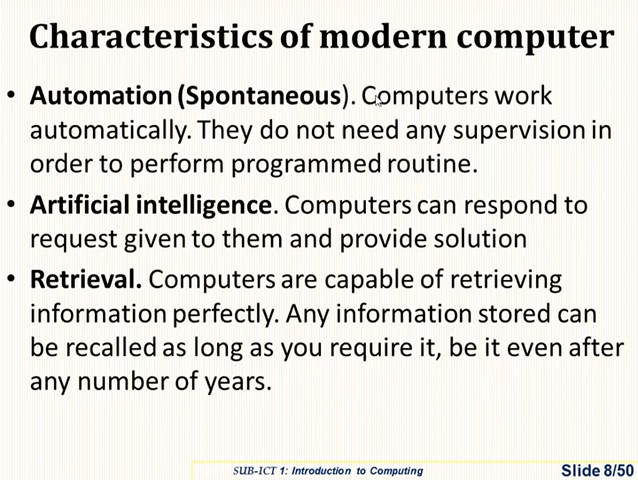 Characteristics of modern computer
• Automation (Spontaneous). Computers work
automatically. They do not need any supervision in
order to perform programmed routine.
• Artificial intelligence. Computers can respond to
request given to them and provide solution
• Retrieval. Computers are capable of retrieving
information perfectly. Any information stored can
be recalled as long as you require it, be it even after
any number of years.
SUB-ICT 1: Introduction to Computing
Slide 8/50